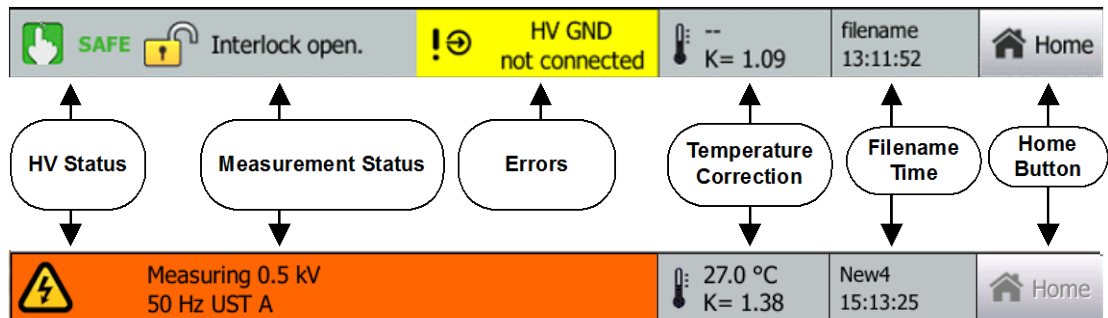 SAFE
Interlock open.
HV GND
not connected
--
K= 1.09
filename
13:11:52
Home
HV Status
Measurement Status
Errors
Temperature
Correction
Filename
Time
Home
Button
Measuring 0.5 kV
50 Hz UST A
27.0 °C
K= 1.38
New4
15:13:25
Home